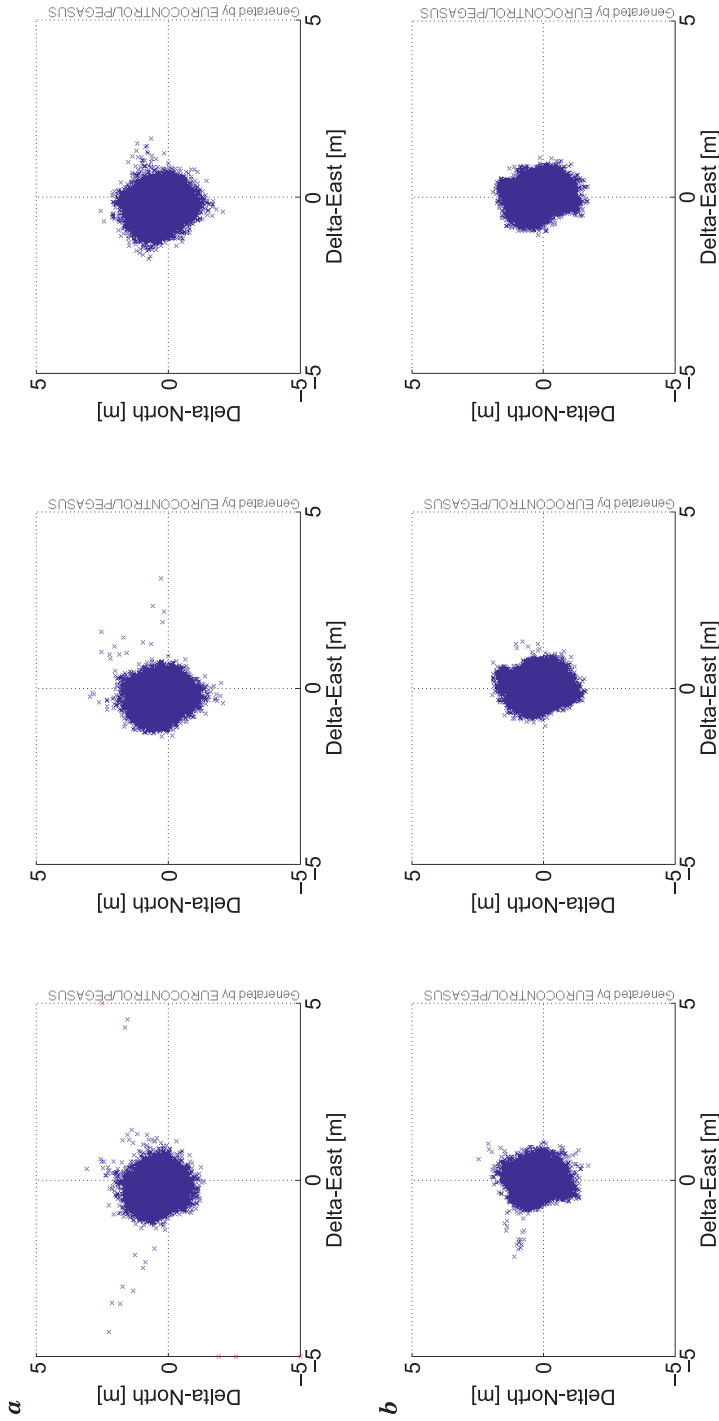 a
Generated by EUROCONTROL/PEGASUS
5
0
−5
Delta-North [m]
−5
0
5
Delta-East [m]
Generated by EUROCONTROL/PEGASUS
5
0
−5
Delta-North [m]
−5
0
5
Delta-East [m]
Generated by EUROCONTROL/PEGASUS
5
0
−5
Delta-North [m]
−5
0
5
Delta-East [m]
b
Generated by EUROCONTROL/PEGASUS
5
0
−5
Delta-North [m]
−5
0
5
Delta-East [m]
Generated by EUROCONTROL/PEGASUS
5
0
−5
Delta-North [m]
−5
0
5
Delta-East [m]
Generated by EUROCONTROL/PEGASUS
5
0
−5
Delta-North [m]
−5
0
5
Delta-East [m]